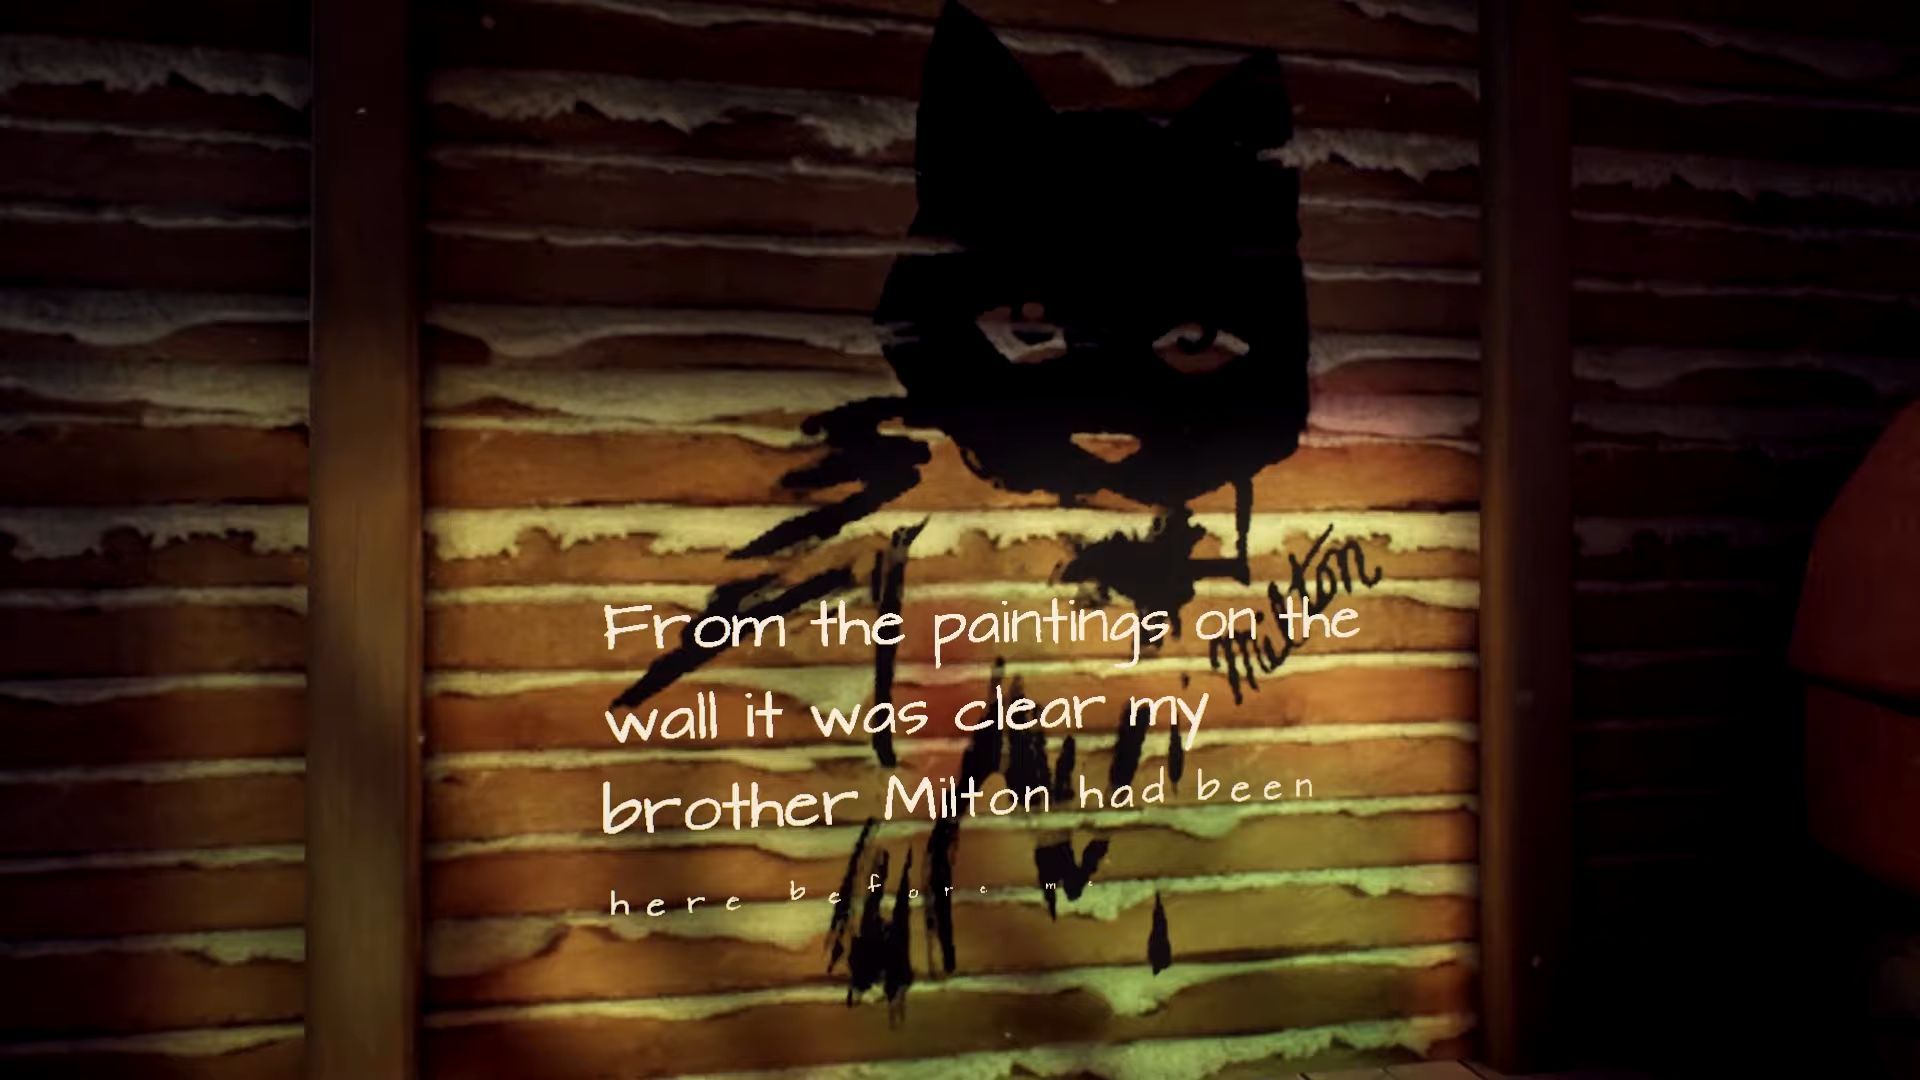 Milton
From the paintings on the
wall it was clear my
brother Milton had been
here before me